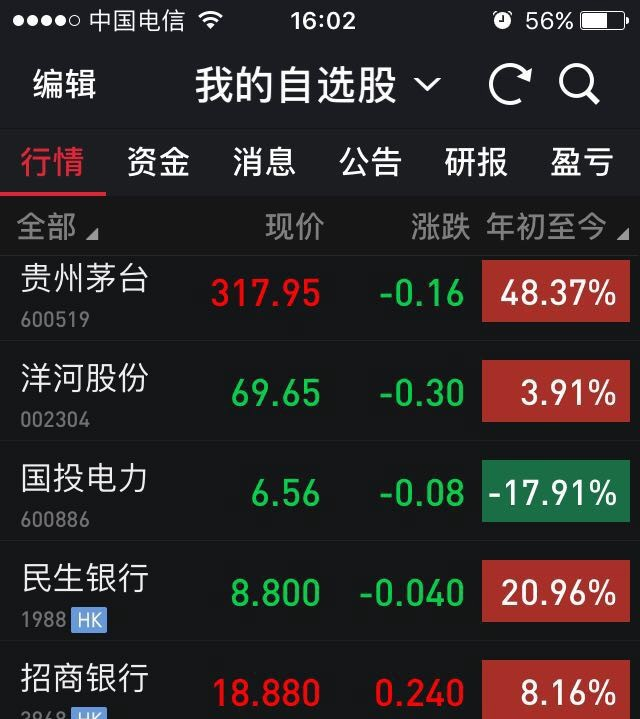 中国电信 16:02 56%
编辑 我的自选股
行情 资金 消息 公告 研报 盈亏
全部 现价 涨跌 年初至今
贵州茅台 317.95 -0.16 48.37%
600519
洋河股份 69.65 -0.30 3.91%
002304
国投电力 6.56 -0.08 -17.91%
600886
民生银行 8.800 -0.040 20.96%
1988 HK
招商银行 18.880 0.240 8.16%
3968 HK